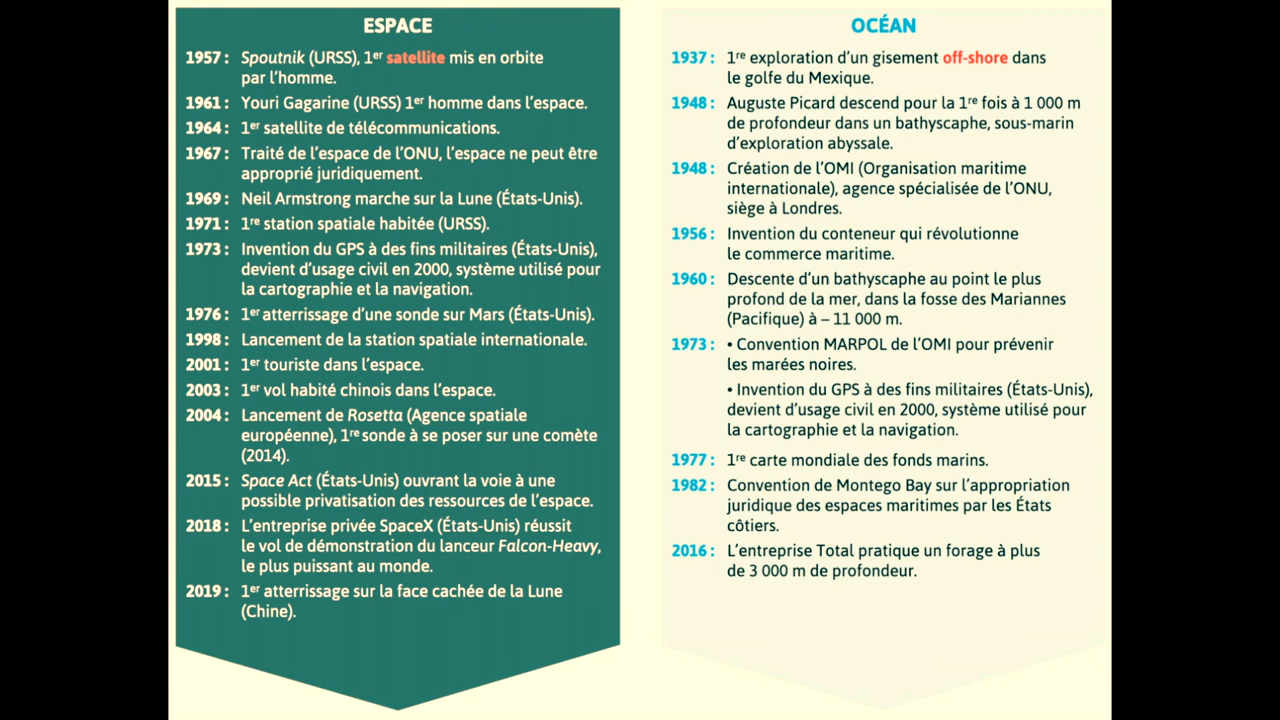 ESPACE
1957 : Spoutnik (URSS), 1er satellite mis en orbite
par l'homme.
1961 : Youri Gagarine (URSS) 1er homme dans l'espace.
1964 : 1er satellite de télécommunications.
1967 : Traité de l'espace de l'ONU, l'espace ne peut être
approprié juridiquement.
1969 : Neil Armstrong marche sur la Lune (États-Unis).
1971 : 1re station spatiale habitée (URSS).
1973 : Invention du GPS à des fins militaires (États-Unis),
devient d'usage civil en 2000, système utilisé pour
la cartographie et la navigation.
1976 : 1er atterrissage d'une sonde sur Mars (États-Unis).
1998 : Lancement de la station spatiale internationale.
2001 : 1er touriste dans l'espace.
2003 : 1er vol habité chinois dans l'espace.
2004 : Lancement de Rosetta (Agence spatiale
européenne), 1re sonde à se poser sur une comète
(2014).
2015 : Space Act (États-Unis) ouvrant la voie à une
possible privatisation des ressources de l'espace.
2018 : L'entreprise privée SpaceX (États-Unis) réussit
le vol de démonstration du lanceur Falcon-Heavy,
le plus puissant au monde.
2019 : 1er atterrissage sur la face cachée de la Lune
(Chine).
OCÉAN
1937 : 1re exploration d'un gisement off-shore dans
le golfe du Mexique.
1948 : Auguste Picard descend pour la 1re fois à 1 000 m
de profondeur dans un bathyscaphe, sous-marin
d'exploration abyssale.
1948 : Création de l'OMI (Organisation maritime
internationale), agence spécialisée de l'ONU,
siège à Londres.
1956 : Invention du conteneur qui révolutionne
le commerce maritime.
1960 : Descente d'un bathyscaphe au point le plus
profond de la mer, dans la fosse des Mariannes
(Pacifique) à – 11 000 m.
1973 : • Convention MARPOL de l'OMI pour prévenir
les marées noires.
• Invention du GPS à des fins militaires (États-Unis),
devient d'usage civil en 2000, système utilisé pour
la cartographie et la navigation.
1977 : 1re carte mondiale des fonds marins.
1982 : Convention de Montego Bay sur l'appropriation
juridique des espaces maritimes par les États
côtiers.
2016 : L'entreprise Total pratique un forage à plus
de 3 000 m de profondeur.